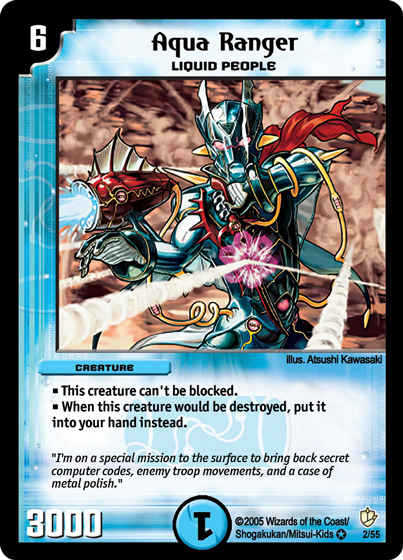 6
Aqua Ranger
LIQUID PEOPLE
illus. Atsushi Kawasaki
CREATURE
■ This creature can't be blocked.
■ When this creature would be destroyed, put it
into your hand instead.
"I'm on a special mission to the surface to bring back secret
computer codes, enemy troop movements, and a case of
metal polish."
3000
1
©2005 Wizards of the Coast/
Shogakukan/Mitsui-Kids ✪ 2/55